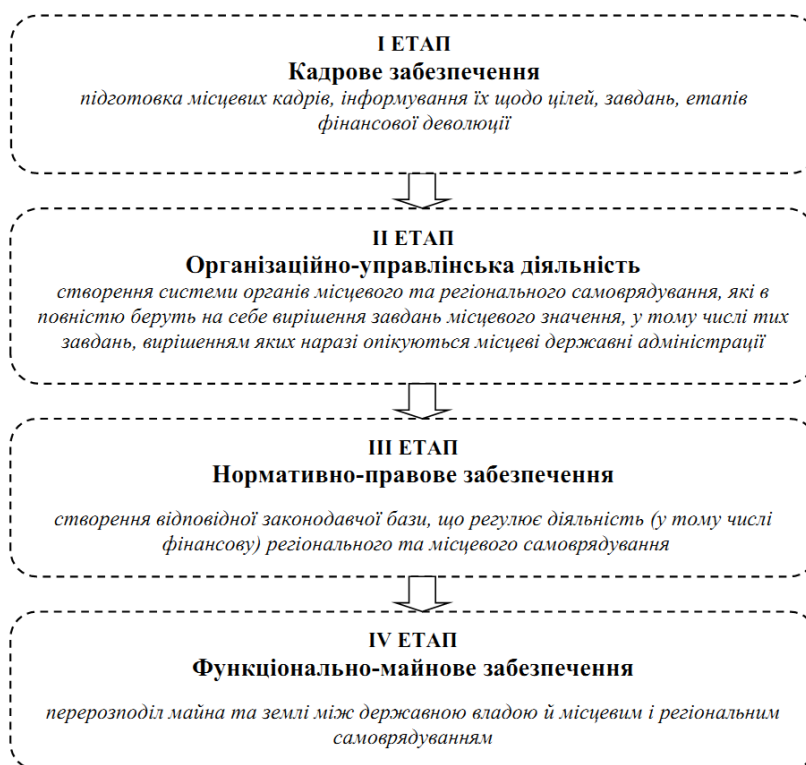 І ЕТАП
Кадрове забезпечення
підготовка місцевих кадрів, інформування їх щодо цілей, завдань, етапів
фінансової деволюції
ІІ ЕТАП
Організаційно-управлінська діяльність
створення системи органів місцевого та регіонального самоврядування, які в
повністю беруть на себе вирішення завдань місцевого значення, у тому числі тих
завдань, вирішенням яких наразі опікуються місцеві державні адміністрації
ІІІ ЕТАП
Нормативно-правове забезпечення
створення відповідної законодавчої бази, що регулює діяльність (у тому числі
фінансову) регіонального та місцевого самоврядування
IV ЕТАП
Функціонально-майнове забезпечення
перерозподіл майна та землі між державною владою й місцевим і регіональним
самоврядуванням